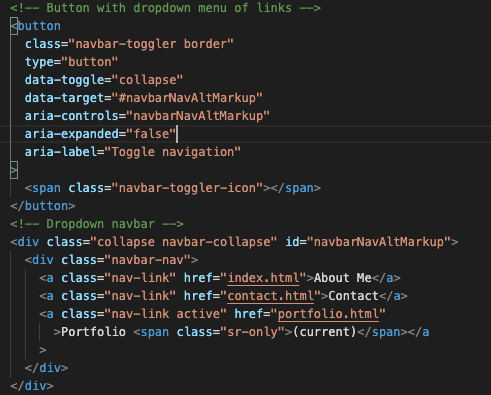 <!-- Button with dropdown menu of links -->
<button
  class="navbar-toggler border"
  type="button"
  data-toggle="collapse"
  data-target="#navbarNavAltMarkup"
  aria-controls="navbarNavAltMarkup"
  aria-expanded="false"
  aria-label="Toggle navigation"
>
  <span class="navbar-toggler-icon"></span>
</button>
<!-- Dropdown navbar -->
<div class="collapse navbar-collapse" id="navbarNavAltMarkup">
  <div class="navbar-nav">
    <a class="nav-link" href="index.html">About Me</a>
    <a class="nav-link" href="contact.html">Contact</a>
    <a class="nav-link active" href="portfolio.html"
      >Portfolio <span class="sr-only">(current)</span></a
    >
  </div>
</div>